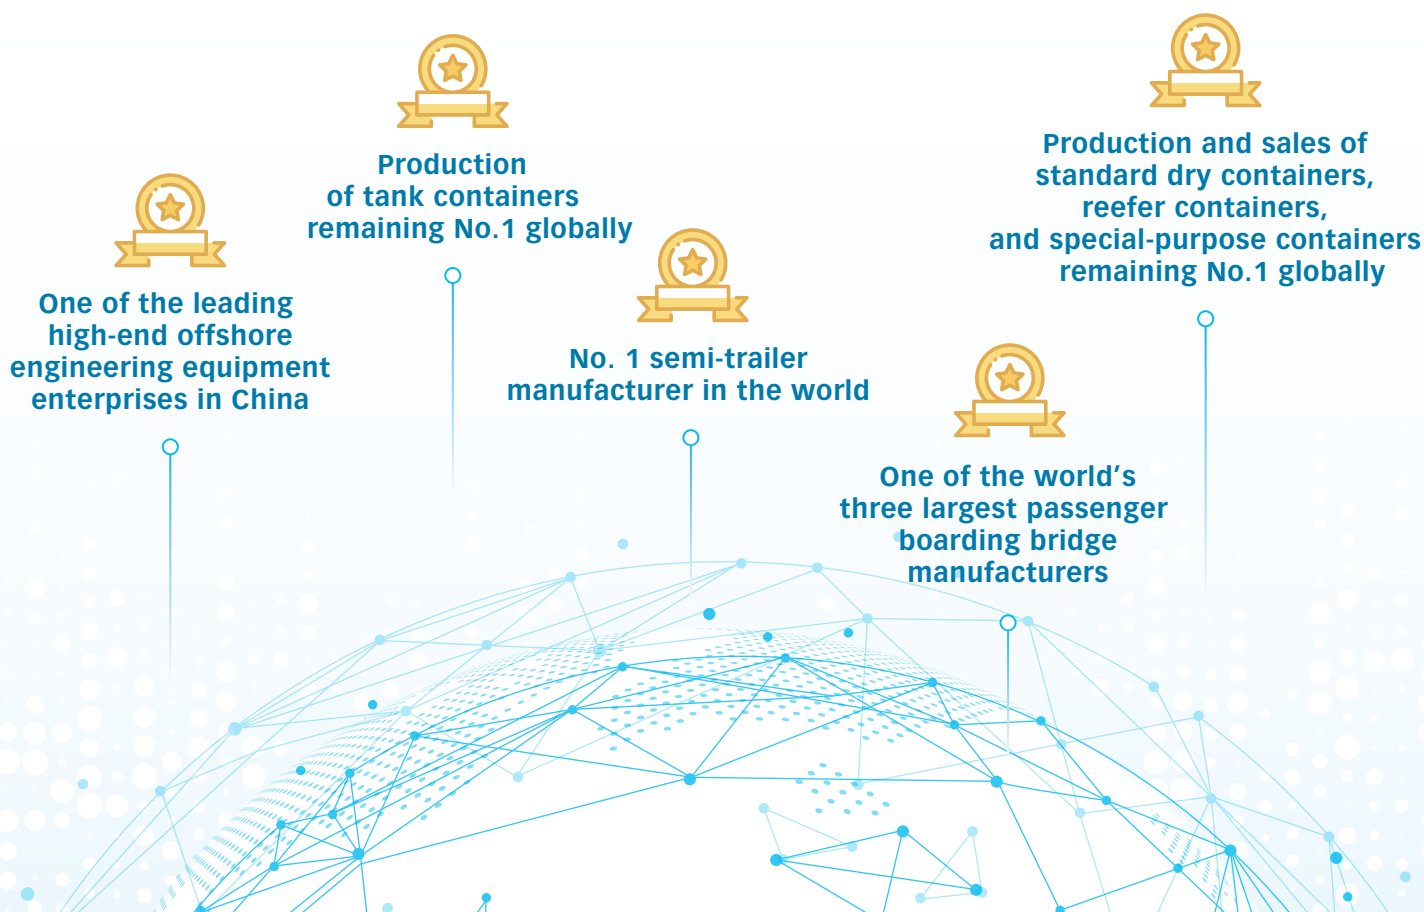 One of the leading
high-end offshore
engineering equipment
enterprises in China
Production
of tank containers
remaining No.1 globally
No. 1 semi-trailer
manufacturer in the world
One of the world’s
three largest passenger
boarding bridge
manufacturers
Production and sales of
standard dry containers,
reefer containers,
and special-purpose containers
remaining No.1 globally